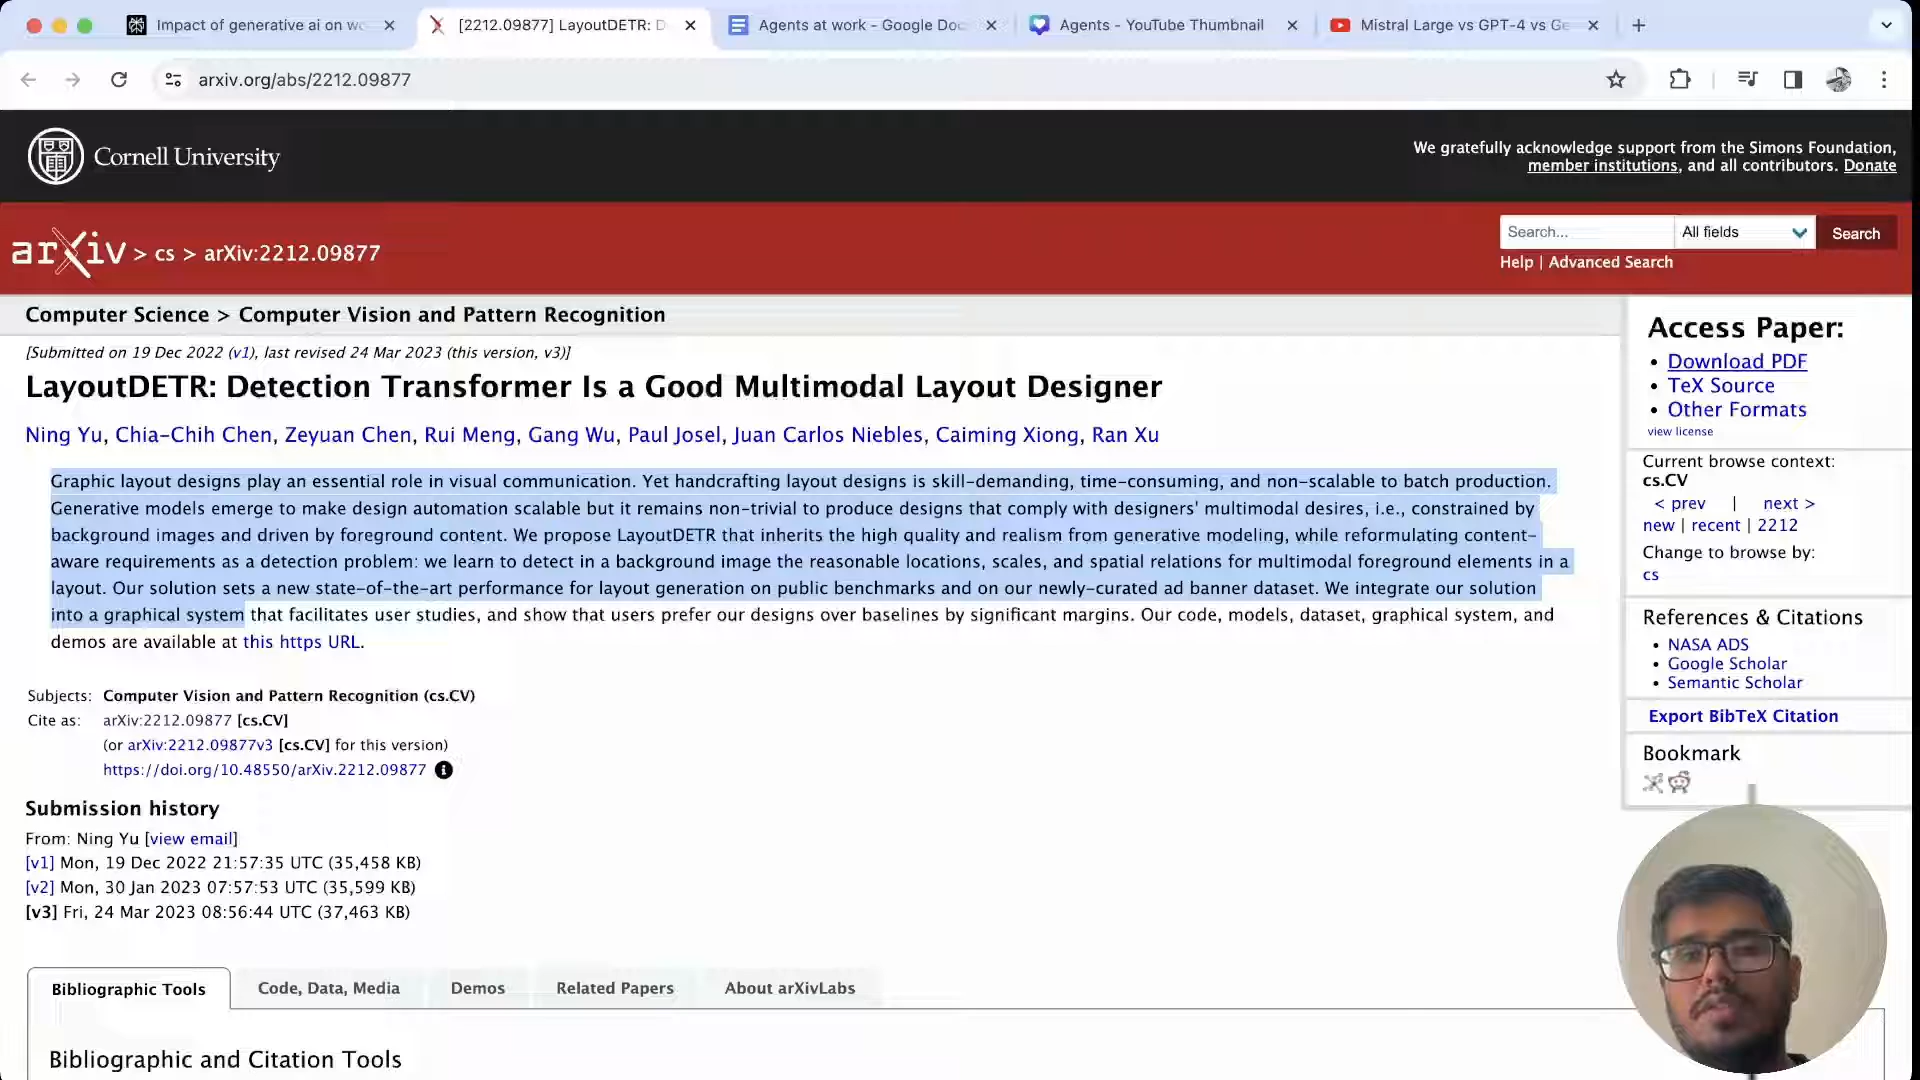 Impact of generative ai on wo
[2212.09877] LayoutDETR: D
Agents at work - Google Doc
Agents - YouTube Thumbnail
Mistral Large vs GPT-4 vs Ge
arxiv.org/abs/2212.09877
Cornell University
We gratefully acknowledge support from the Simons Foundation,
member institutions, and all contributors. Donate
arXiv > cs > arXiv:2212.09877
Search...
All fields
Search
Help | Advanced Search
Computer Science > Computer Vision and Pattern Recognition
[Submitted on 19 Dec 2022 (v1), last revised 24 Mar 2023 (this version, v3)]
LayoutDETR: Detection Transformer Is a Good Multimodal Layout Designer
Ning Yu, Chia-Chih Chen, Zeyuan Chen, Rui Meng, Gang Wu, Paul Josel, Juan Carlos Niebles, Caiming Xiong, Ran Xu
Graphic layout designs play an essential role in visual communication. Yet handcrafting layout designs is skill-demanding, time-consuming, and non-scalable to batch production.
Generative models emerge to make design automation scalable but it remains non-trivial to produce designs that comply with designers' multimodal desires, i.e., constrained by
background images and driven by foreground content. We propose LayoutDETR that inherits the high quality and realism from generative modeling, while reformulating content-
aware requirements as a detection problem: we learn to detect in a background image the reasonable locations, scales, and spatial relations for multimodal foreground elements in a
layout. Our solution sets a new state-of-the-art performance for layout generation on public benchmarks and on our newly-curated ad banner dataset. We integrate our solution
into a graphical system that facilitates user studies, and show that users prefer our designs over baselines by significant margins. Our code, models, dataset, graphical system, and
demos are available at this https URL.
Subjects: Computer Vision and Pattern Recognition (cs.CV)
Cite as: arXiv:2212.09877 [cs.CV]
(or arXiv:2212.09877v3 [cs.CV] for this version)
https://doi.org/10.48550/arXiv.2212.09877
Submission history
From: Ning Yu [view email]
[v1] Mon, 19 Dec 2022 21:57:35 UTC (35,458 KB)
[v2] Mon, 30 Jan 2023 07:57:53 UTC (35,599 KB)
[v3] Fri, 24 Mar 2023 08:56:44 UTC (37,463 KB)
Bibliographic Tools
Code, Data, Media
Demos
Related Papers
About arXivLabs
Bibliographic and Citation Tools
Access Paper:
• Download PDF
• TeX Source
• Other Formats
view license
Current browse context:
cs.CV
< prev | next >
new | recent | 2212
Change to browse by:
cs
References & Citations
• NASA ADS
• Google Scholar
• Semantic Scholar
Export BibTeX Citation
Bookmark